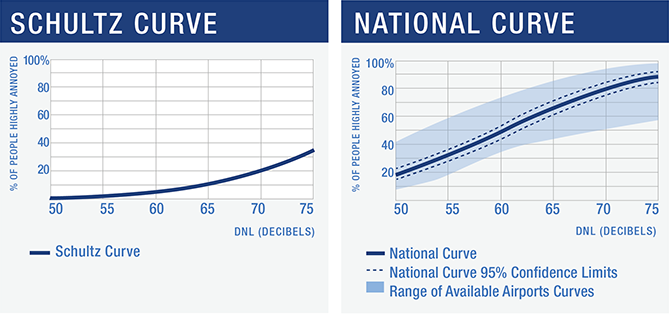 SCHULTZ CURVE
% OF PEOPLE HIGHLY ANNOYED
100%
80
60
40
20
50 55 60 65 70 75
DNL (DECIBELS)
Schultz Curve
NATIONAL CURVE
% OF PEOPLE HIGHLY ANNOYED
100%
80
60
40
20
50 55 60 65 70 75
DNL (DECIBELS)
National Curve
National Curve 95% Confidence Limits
Range of Available Airports Curves